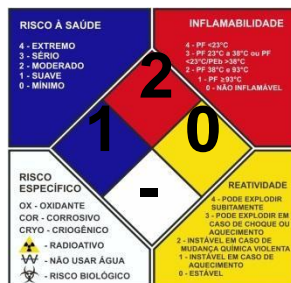 RISCO À SAÚDE
4 - EXTREMO
3 - SÉRIO
2 - MODERADO
1 - SUAVE
0 - MÍNIMO
INFLAMABILIDADE
4 - PF <23°C
3 - PF 23°C a 38°C ou PF
<23°C/PEb >38°C
2 - PF 38°C e 93°C
1 - PF ≥93°C
0 - NÃO INFLAMÁVEL
2
1
0
-
RISCO
ESPECÍFICO
OX - OXIDANTE
COR - CORROSIVO
CRYO - CRIOGÊNICO
- RADIOATIVO
W - NÃO USAR ÁGUA
- RISCO BIOLÓGICO
REATIVIDADE
4 - PODE EXPLODIR
SUBITAMENTE
3 - PODE EXPLODIR EM
CASO DE CHOQUE OU
AQUECIMENTO
2 - INSTÁVEL EM CASO DE
MUDANÇA QUÍMICA VIOLENTA
1 - INSTÁVEL EM CASO DE
AQUECIMENTO
0 - ESTÁVEL